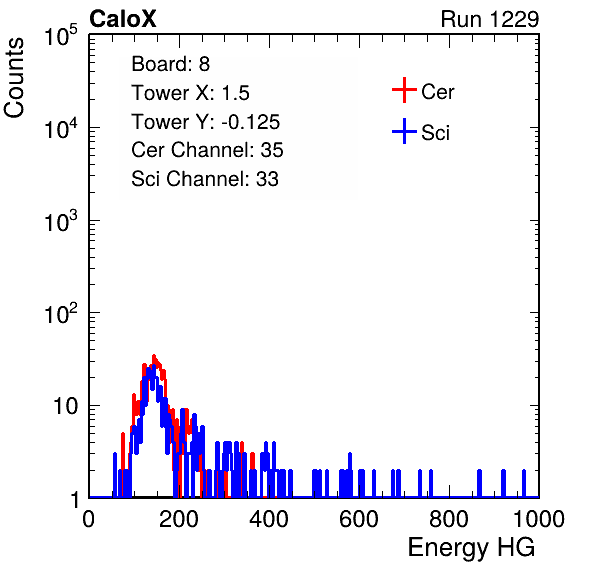 CaloX Run 1229
Counts
10^5
10^4
10^3
10^2
10
1
Board: 8
Tower X: 1.5
Tower Y: -0.125
Cer Channel: 35
Sci Channel: 33
Cer
Sci
0 200 400 600 800 1000
Energy HG